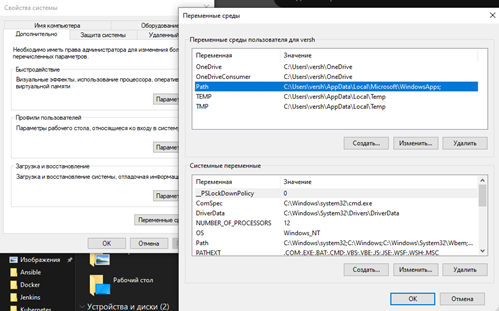 Свойства системы
Имя компьютера
Оборудование
Дополнительно
Защита системы
Удаленный
Необходимо иметь права администратора для изменения бол
перечисленных параметров.
Быстродействие
Визуальные эффекты, использование процессора, оперативн
виртуальной памяти
Парамет
Профили пользователей
Параметры рабочего стола, относящиеся ко входу в систему
Парамет
Загрузка и восстановление
Загрузка и восстановление системы, отладочная информац
Парамет
Переменные ср
ОК
Отмена
Изображения
Ansible
Docker
Jenkins
Kubernetes
Рабочий стол
Устройства и диски (2)
Переменные среды
Переменные среды пользователя для versh
Переменная
Значение
OneDrive
C:\Users\versh\OneDrive
OneDriveConsumer
C:\Users\versh\OneDrive
Path
C:\Users\versh\AppData\Local\Microsoft\WindowsApps;
TEMP
C:\Users\versh\AppData\Local\Temp
TMP
C:\Users\versh\AppData\Local\Temp
Создать...
Изменить...
Удалить
Системные переменные
Переменная
Значение
__PSLockDownPolicy
0
ComSpec
C:\Windows\system32\cmd.exe
DriverData
C:\Windows\System32\Drivers\DriverData
NUMBER_OF_PROCESSORS
12
OS
Windows_NT
Path
C:\Windows\system32;C:\Windows;C:\Windows\System32\Wbem;...
PATHEXT
.COM;.EXE;.BAT;.CMD;.VBS;.VBE;.JS;.JSE;.WSF;.WSH;.MSC
Создать...
Изменить...
Удалить
ОК
Отмена